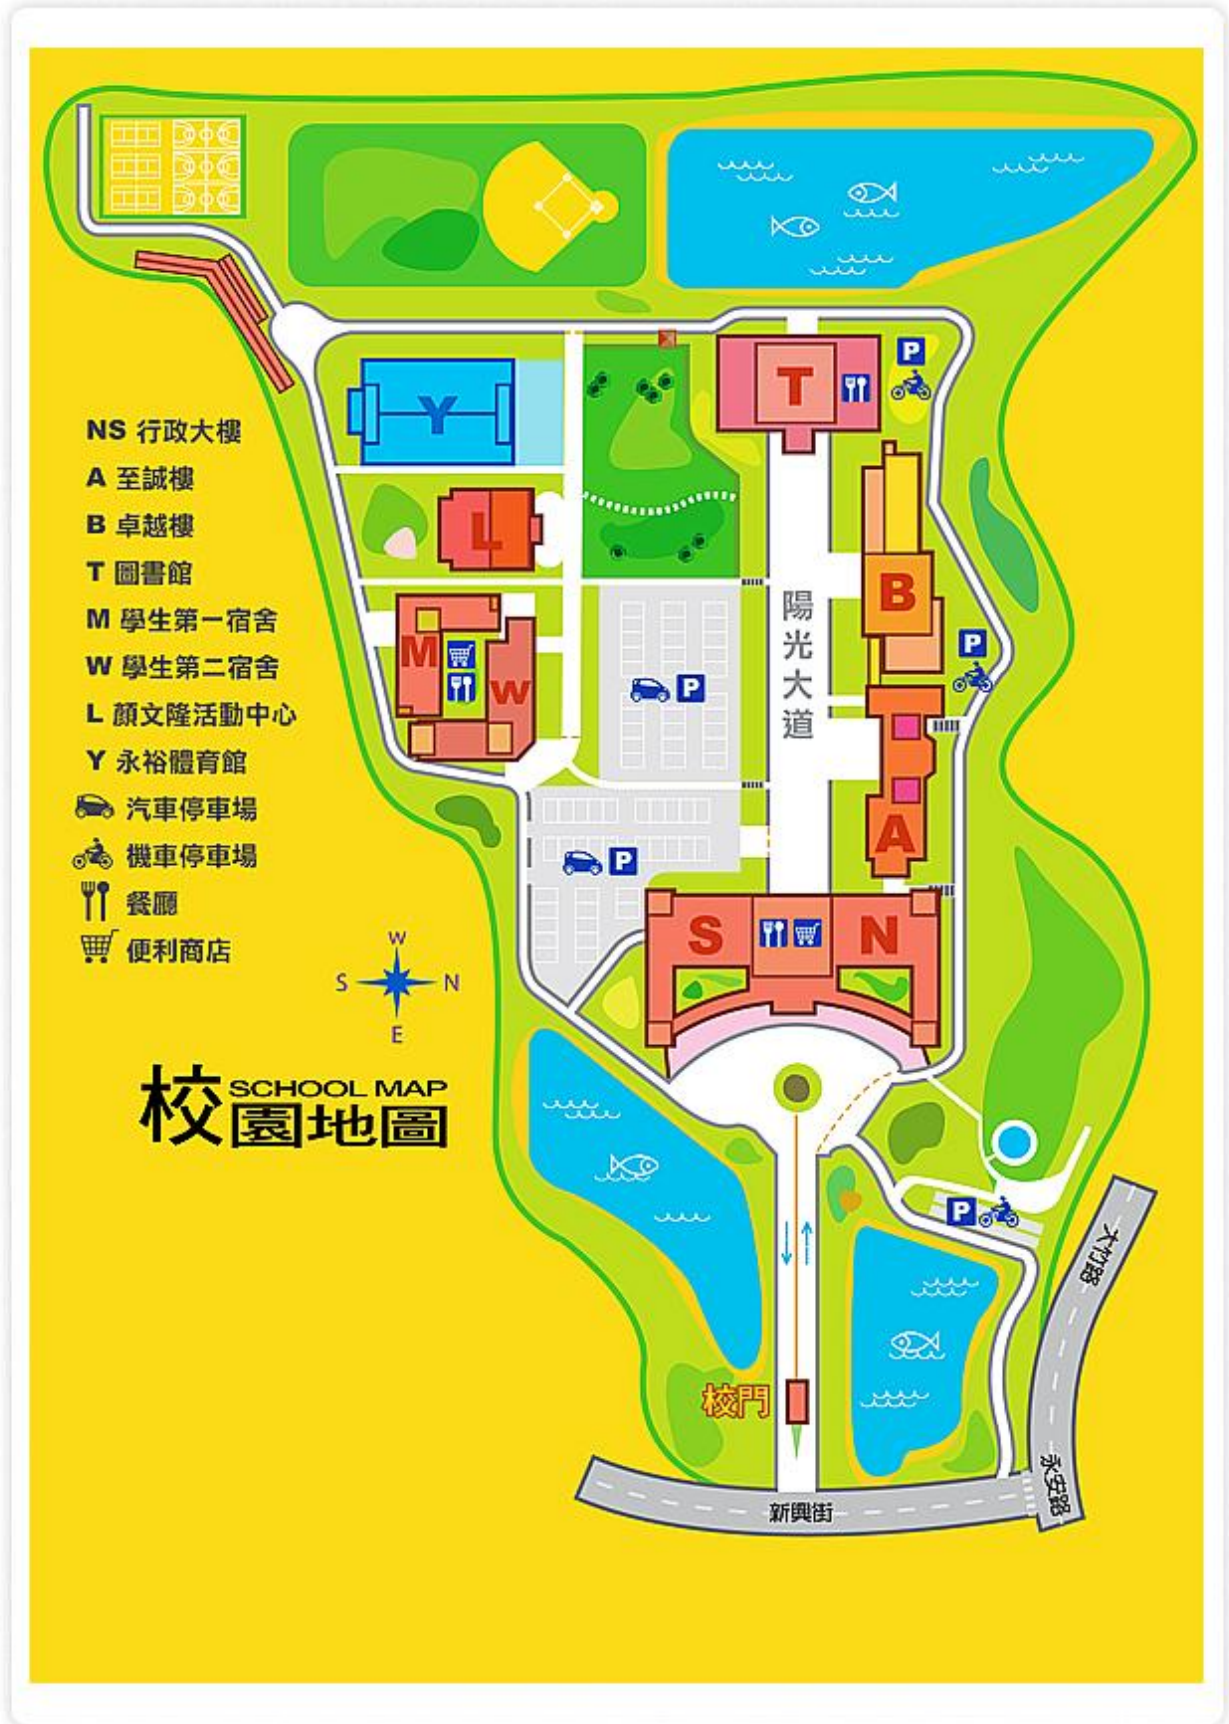 NS 行政大樓
A 至誠樓
B 卓越樓
T 圖書館
M 學生第一宿舍
W 學生第二宿舍
L 顏文隆活動中心
Y 永裕體育館
汽車停車場
機車停車場
餐廳
便利商店
W
S
N
E
校園地圖
SCHOOL MAP
Y
T
P
L
B
M
W
P
P
陽光大道
A
P
S
N
P
校門
大竹路
永安路
新興街